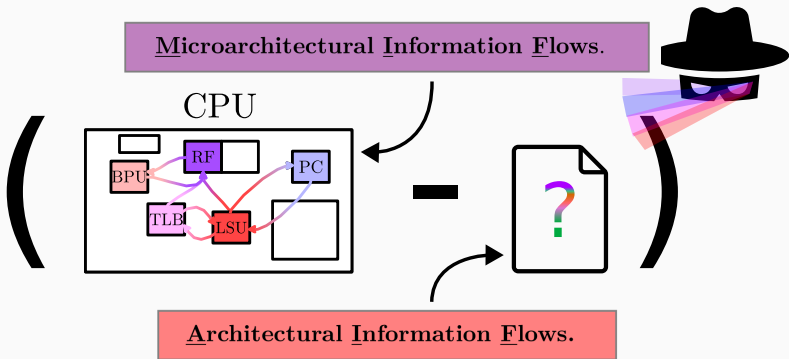 Microarchitectural Information Flows.
CPU
(
RF
BPU
PC
TLB
LSU
-
?
)
Architectural Information Flows.